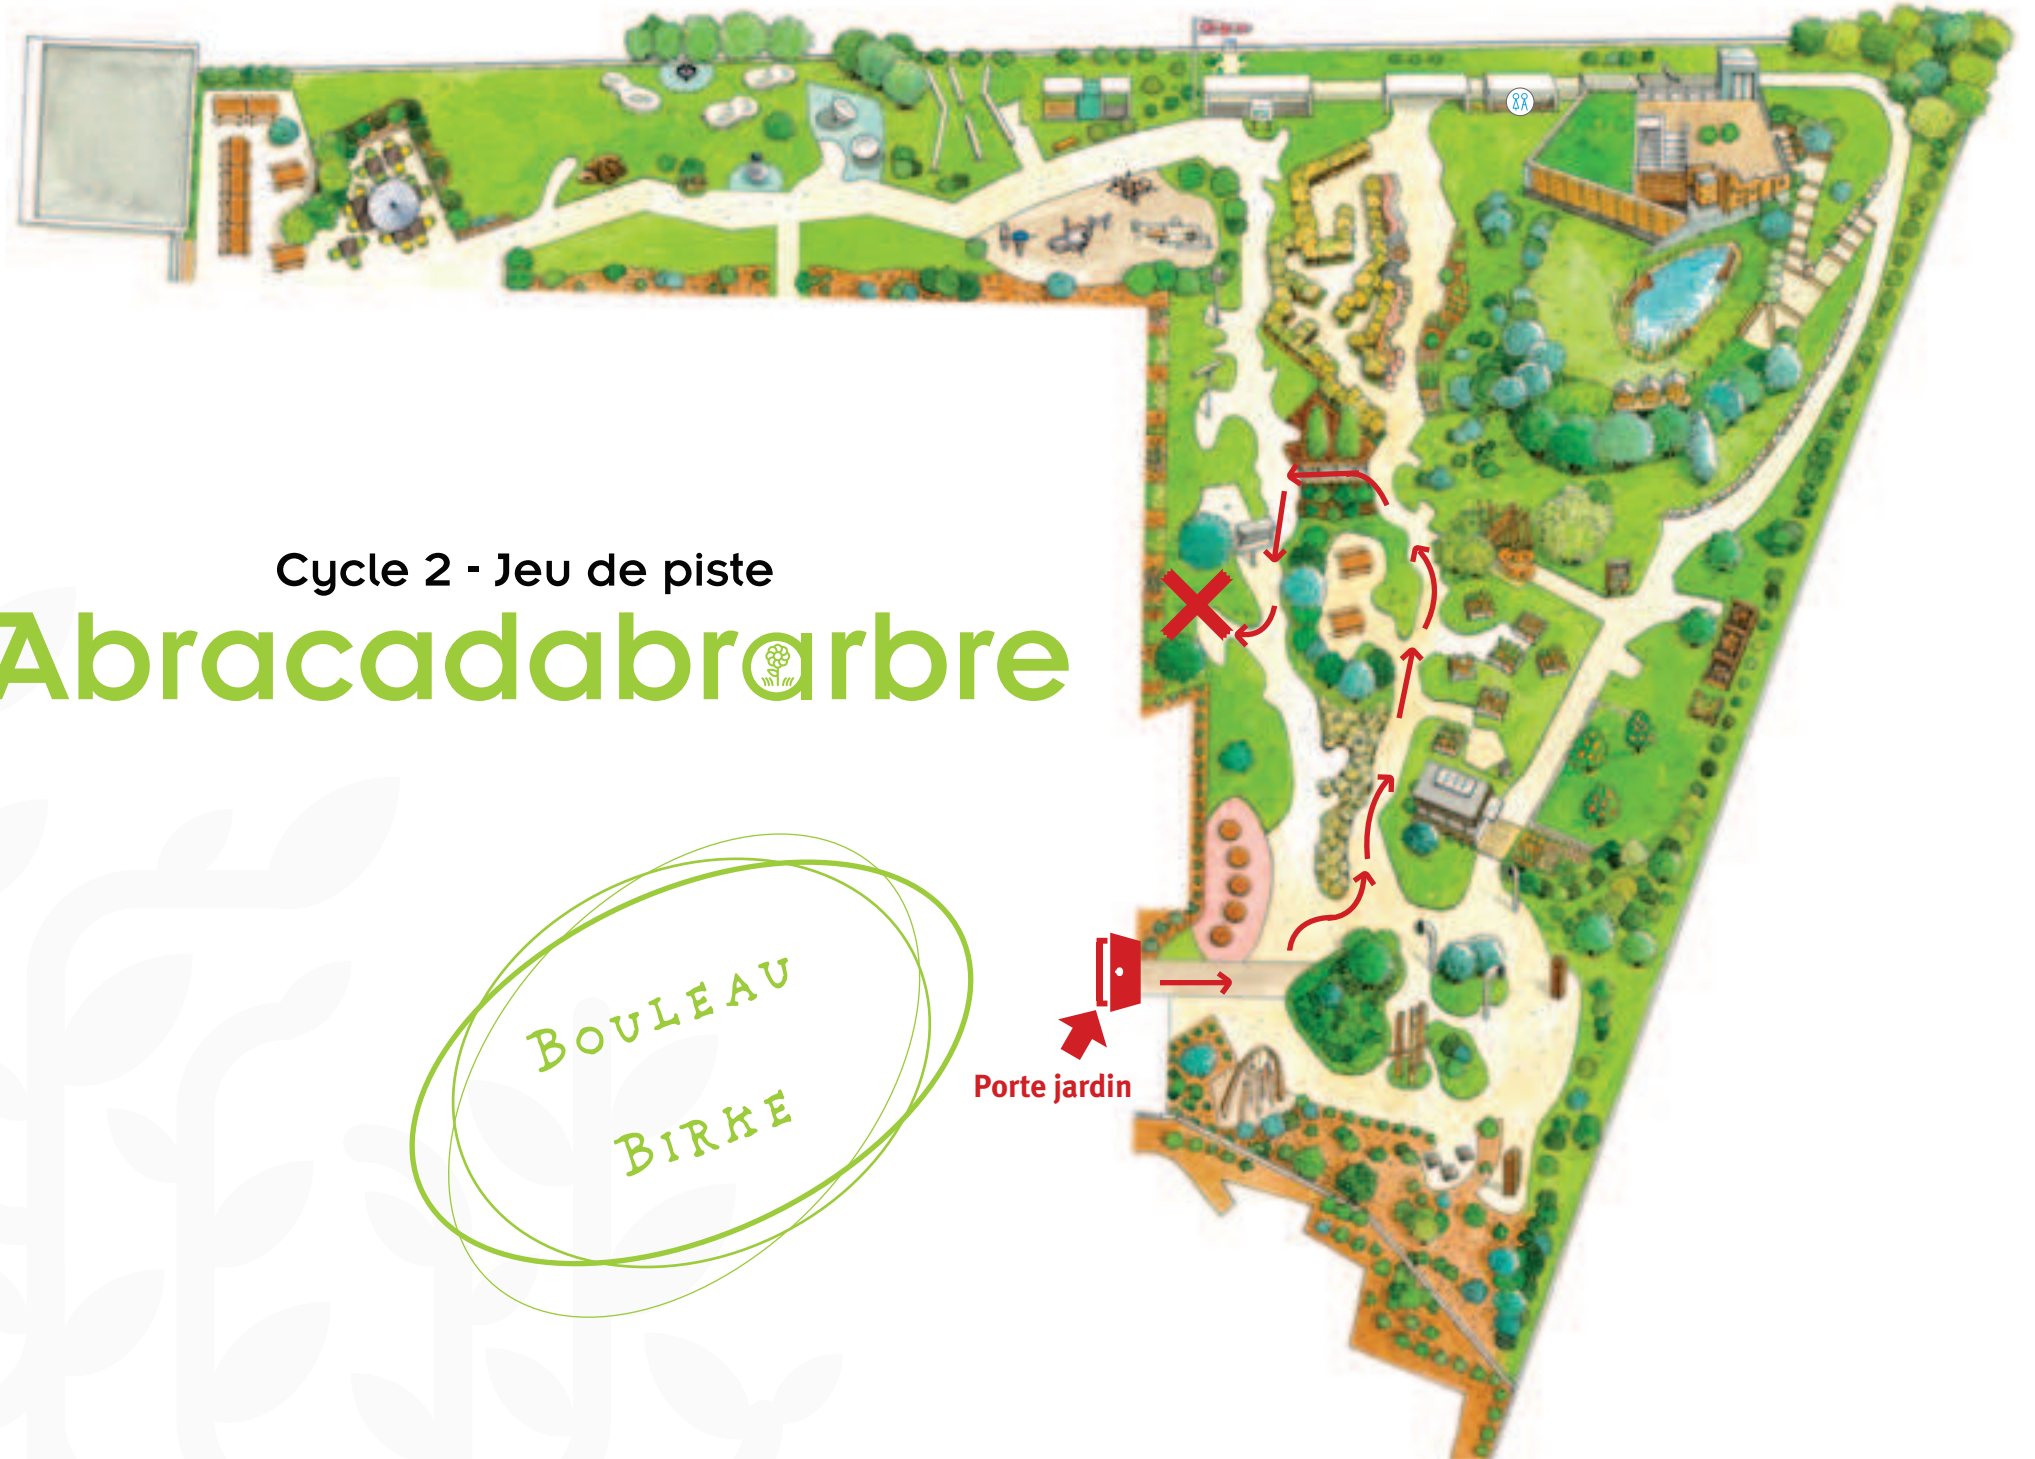 Cycle 2 - Jeu de piste
Abracadabrarbre
BOULEAU
BIRKE
Porte jardin